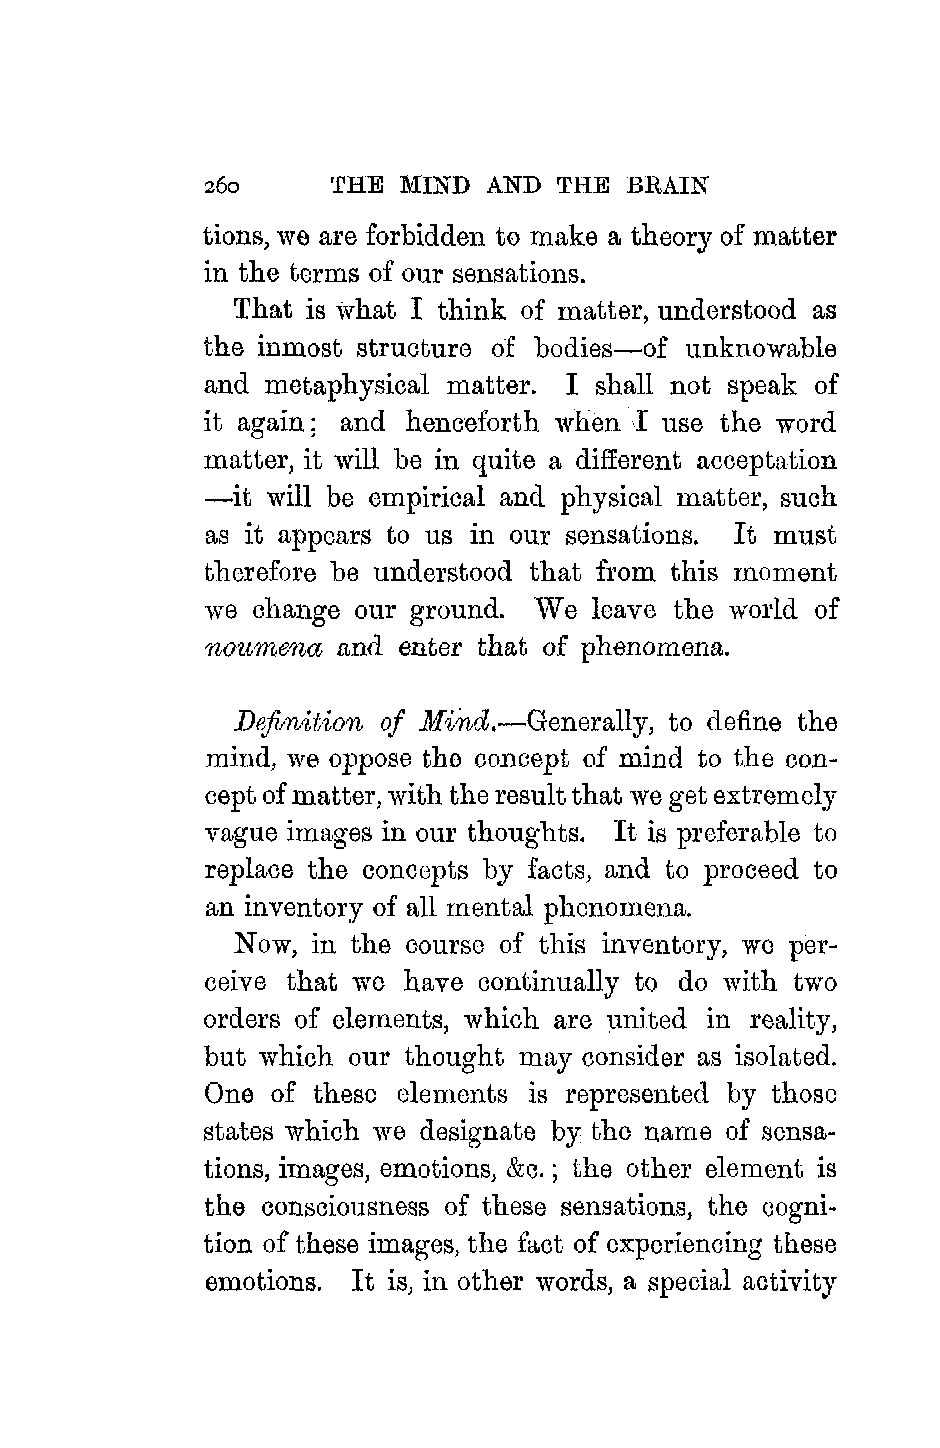 260 THE MIND AND THE BRAIN
tions, we are forbidden to make a theory of matter
in the terms of our sensations.
That is what I think of matter, understood as
the inmost structure of bodies—of unknowable
and metaphysical matter. I shall not speak of
it again; and henceforth when I use the word
matter, it will be in quite a different acceptation
—it will be empirical and physical matter, such
as it appears to us in our sensations. It must
therefore be understood that from this moment
we change our ground. We leave the world of
noumena and enter that of phenomena.
Definition of Mind.—Generally, to define the
mind, we oppose the concept of mind to the con-
cept of matter, with the result that we get extremely
vague images in our thoughts. It is preferable to
replace the concepts by facts, and to proceed to
an inventory of all mental phenomena.
Now, in the course of this inventory, we per-
ceive that we have continually to do with two
orders of elements, which are united in reality,
but which our thought may consider as isolated.
One of these elements is represented by those
states which we designate by the name of sensa-
tions, images, emotions, &c.; the other element is
the consciousness of these sensations, the cogni-
tion of these images, the fact of experiencing these
emotions. It is, in other words, a special activity